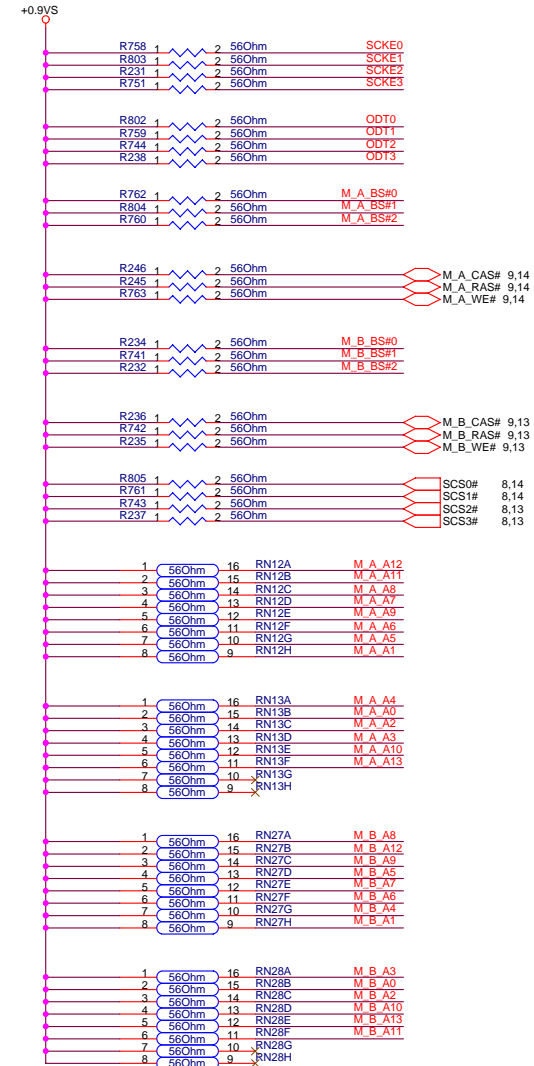 +0.9VS
R758 1 2 56Ohm SCKE0
R803 1 2 56Ohm SCKE1
R231 1 2 56Ohm SCKE2
R751 1 2 56Ohm SCKE3
R802 1 2 56Ohm ODT0
R759 1 2 56Ohm ODT1
R744 1 2 56Ohm ODT2
R238 1 2 56Ohm ODT3
R762 1 2 56Ohm M_A_BS#0
R804 1 2 56Ohm M_A_BS#1
R760 1 2 56Ohm M_A_BS#2
R246 1 2 56Ohm M_A_CAS# 9,14
R245 1 2 56Ohm M_A_RAS# 9,14
R763 1 2 56Ohm M_A_WE# 9,14
R234 1 2 56Ohm M_B_BS#0
R741 1 2 56Ohm M_B_BS#1
R232 1 2 56Ohm M_B_BS#2
R236 1 2 56Ohm M_B_CAS# 9,13
R742 1 2 56Ohm M_B_RAS# 9,13
R235 1 2 56Ohm M_B_WE# 9,13
R805 1 2 56Ohm SCS0# 8,14
R761 1 2 56Ohm SCS1# 8,14
R743 1 2 56Ohm SCS2# 8,13
R237 1 2 56Ohm SCS3# 8,13
1 56Ohm 16 RN12A M_A_A12
2 56Ohm 15 RN12B M_A_A11
3 56Ohm 14 RN12C M_A_A8
4 56Ohm 13 RN12D M_A_A7
5 56Ohm 12 RN12E M_A_A9
6 56Ohm 11 RN12F M_A_A6
7 56Ohm 10 RN12G M_A_A5
8 56Ohm 9 RN12H M_A_A1
1 56Ohm 16 RN13A M_A_A4
2 56Ohm 15 RN13B M_A_A0
3 56Ohm 14 RN13C M_A_A2
4 56Ohm 13 RN13D M_A_A3
5 56Ohm 12 RN13E M_A_A10
6 56Ohm 11 RN13F M_A_A13
7 56Ohm 10 RN13G
8 56Ohm 9 RN13H
1 56Ohm 16 RN27A M_B_A8
2 56Ohm 15 RN27B M_B_A12
3 56Ohm 14 RN27C M_B_A9
4 56Ohm 13 RN27D M_B_A5
5 56Ohm 12 RN27E M_B_A7
6 56Ohm 11 RN27F M_B_A6
7 56Ohm 10 RN27G M_B_A4
8 56Ohm 9 RN27H M_B_A1
1 56Ohm 16 RN28A M_B_A3
2 56Ohm 15 RN28B M_B_A0
3 56Ohm 14 RN28C M_B_A2
4 56Ohm 13 RN28D M_B_A10
5 56Ohm 12 RN28E M_B_A13
6 56Ohm 11 RN28F M_B_A11
7 56Ohm 10 RN28G
8 56Ohm 9 RN28H